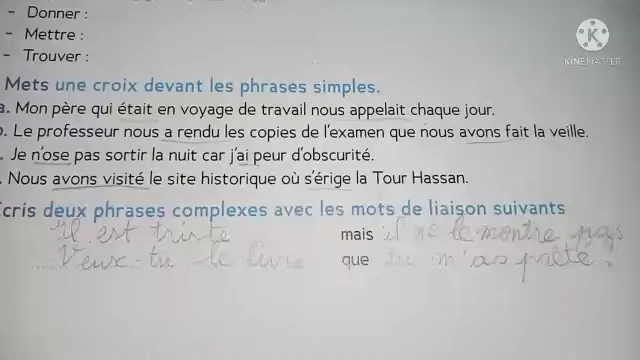 - Donner :
- Mettre :
- Trouver :
KINEMASTER
Mets une croix devant les phrases simples.
a. Mon père qui était en voyage de travail nous appelait chaque jour.
. Le professeur nous a rendu les copies de l'examen que nous avons fait la veille.
. Je n'ose pas sortir la nuit car j'ai peur d'obscurité.
. Nous avons visité le site historique où s'érige la Tour Hassan.
Écris deux phrases complexes avec les mots de liaison suivants
Il est triste mais il ne le montre pas
Veux-tu le livre que tu m'as prêté.